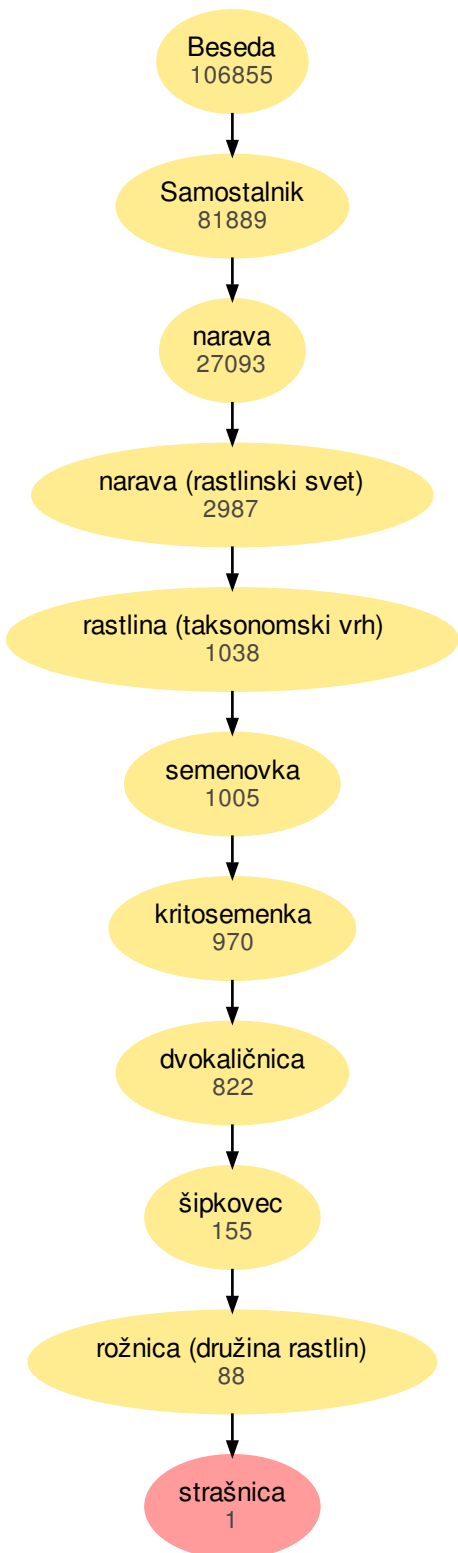 Beseda
106855
Samostalnik
81889
narava
27093
narava (rastlinski svet)
2987
rastlina (taksonomski vrh)
1038
semenovka
1005
kritosemenka
970
dvokaličnica
822
šipkovec
155
rožnica (družina rastlin)
88
strašnica
1